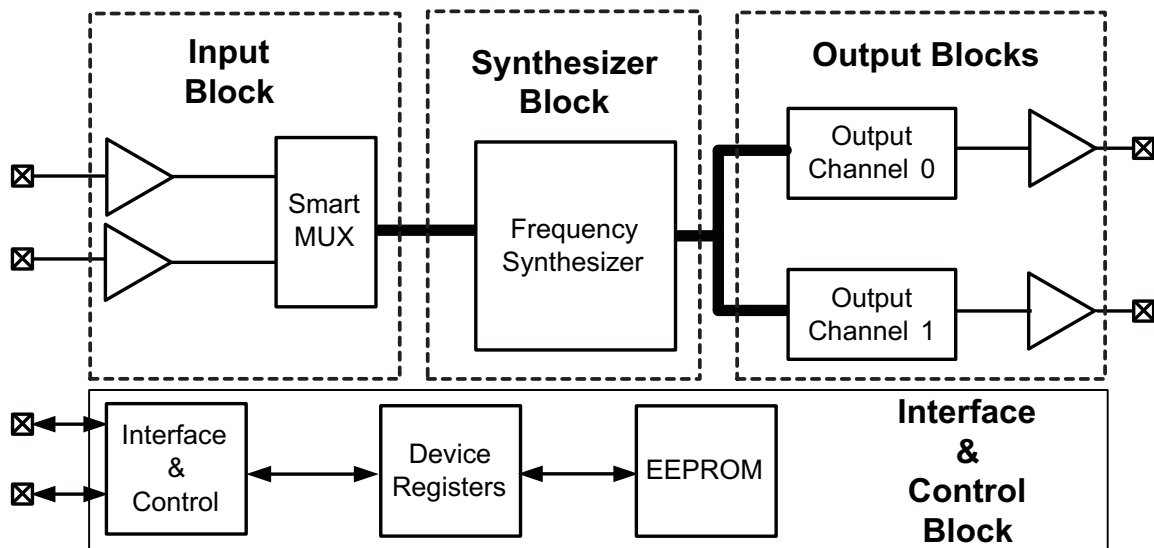 Input
Block
Synthesizer
Block
Output Blocks
Smart
MUX
Frequency
Synthesizer
Output
Channel 0
Output
Channel 1
Interface
&
Control
Device
Registers
EEPROM
Interface
&
Control
Block